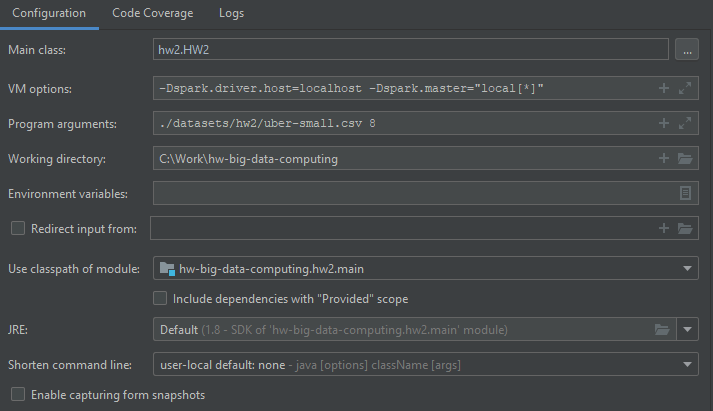 Configuration Code Coverage Logs
Main class: hw2.HW2 ...
VM options: -Dspark.driver.host=localhost -Dspark.master="local[*]"
Program arguments: ./datasets/hw2/uber-small.csv 8
Working directory: C:\Work\hw-big-data-computing
Environment variables:
Redirect input from:
Use classpath of module: hw-big-data-computing.hw2.main
Include dependencies with "Provided" scope
JRE: Default (1.8 - SDK of 'hw-big-data-computing.hw2.main' module)
Shorten command line: user-local default: none - java [options] className [args]
Enable capturing form snapshots